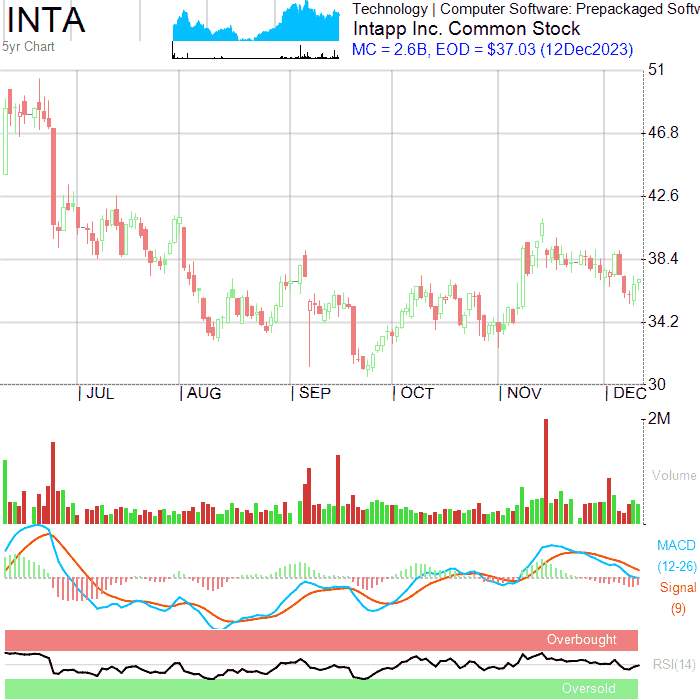 INTA
5yr Chart
Technology | Computer Software: Prepackaged Softw
Intapp Inc. Common Stock
MC = 2.6B, EOD = $37.03 (12Dec2023)
51
46.8
42.6
38.4
34.2
30
JUL AUG SEP OCT NOV DEC
2M
Volume
MACD
(12-26)
Signal
(9)
Overbought
RSI(14)
Oversold